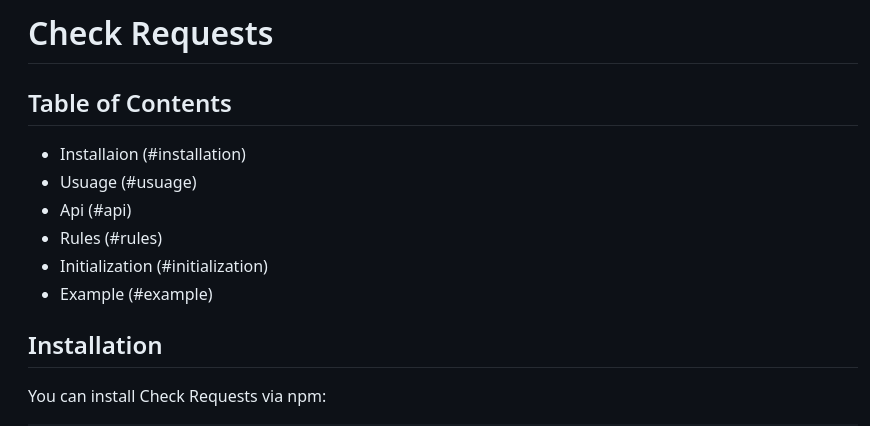 Check Requests
Table of Contents
Installaion (#installation)
Usuage (#usuage)
Api (#api)
Rules (#rules)
Initialization (#initialization)
Example (#example)
Installation
You can install Check Requests via npm: